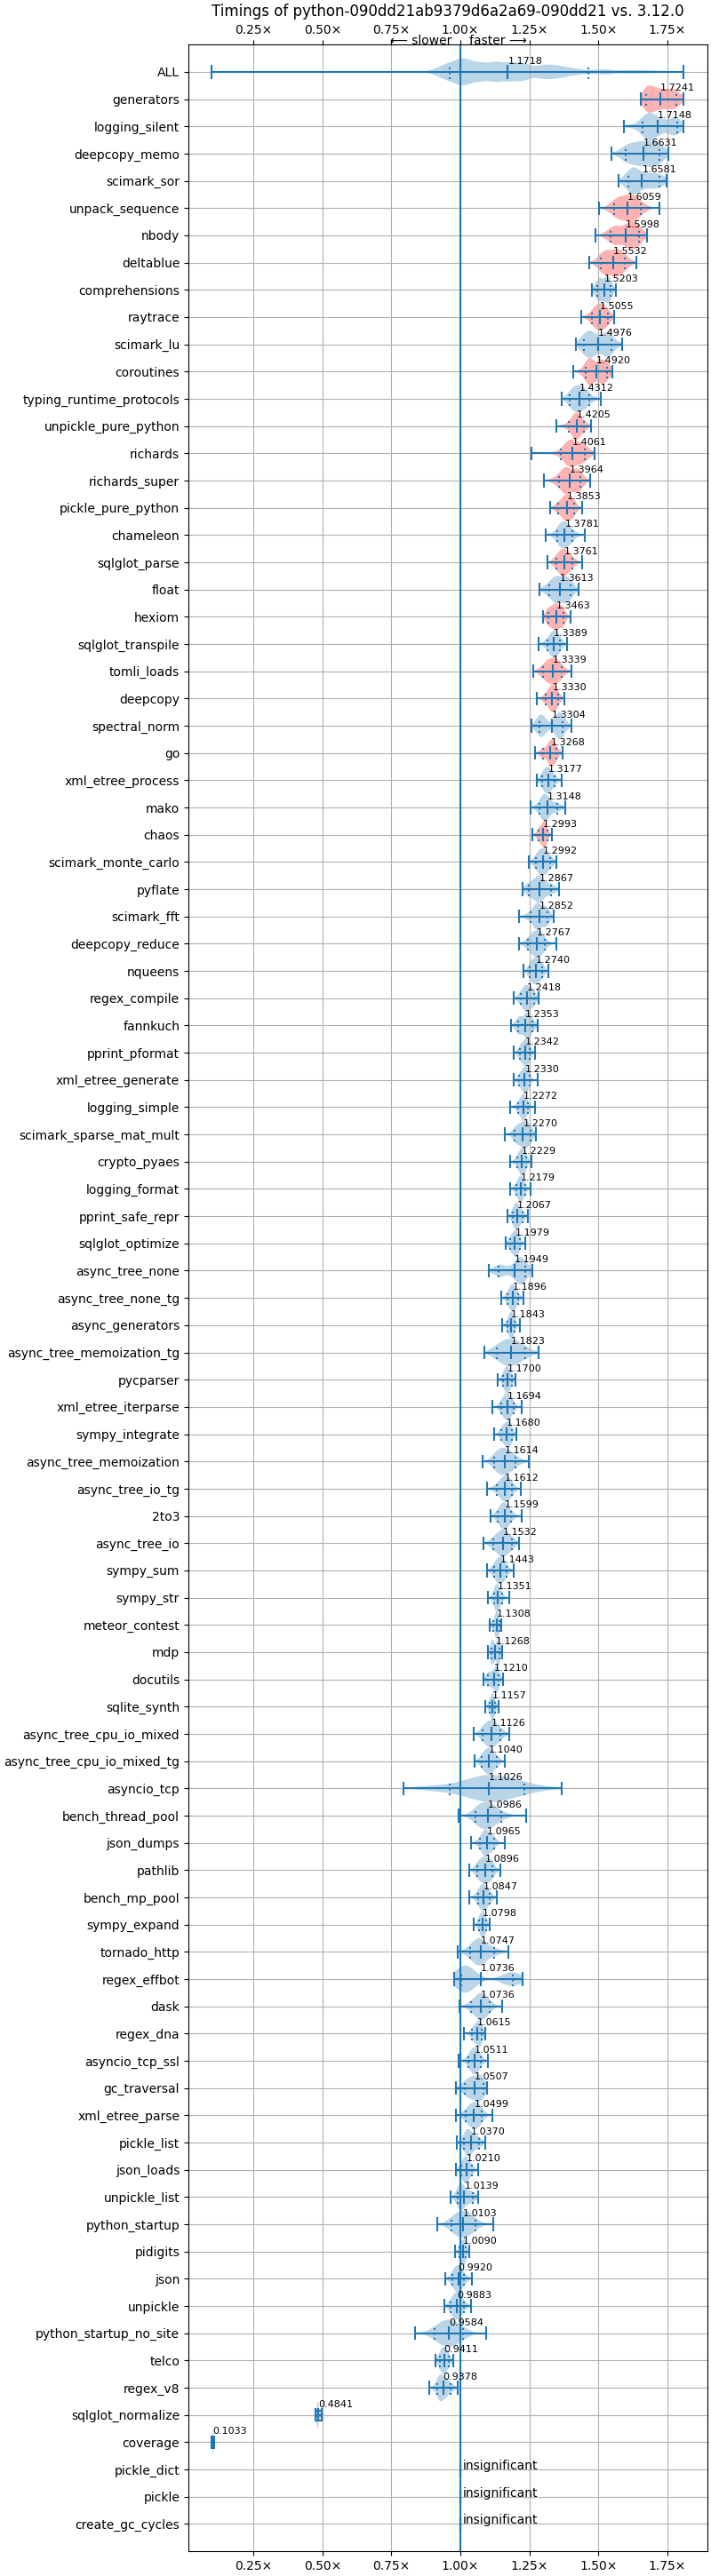 Timings of python-090dd21ab9379d6a2a69-090dd21 vs. 3.12.0
0.25× 0.50× 0.75× 1.00× 1.25× 1.50× 1.75×
⟵ slower faster ⟶
ALL 1.1718
generators 1.7241
logging_silent 1.7148
deepcopy_memo 1.6631
scimark_sor 1.6581
unpack_sequence 1.6059
nbody 1.5998
deltablue 1.5532
comprehensions 1.5203
raytrace 1.5055
scimark_lu 1.4976
coroutines 1.4920
typing_runtime_protocols 1.4312
unpickle_pure_python 1.4205
richards 1.4061
richards_super 1.3964
pickle_pure_python 1.3853
chameleon 1.3781
sqlglot_parse 1.3761
float 1.3613
hexiom 1.3463
sqlglot_transpile 1.3389
tomli_loads 1.3339
deepcopy 1.3330
spectral_norm 1.3304
go 1.3268
xml_etree_process 1.3177
mako 1.3148
chaos 1.2993
scimark_monte_carlo 1.2992
pyflate 1.2867
scimark_fft 1.2852
deepcopy_reduce 1.2767
nqueens 1.2740
regex_compile 1.2418
fannkuch 1.2353
pprint_pformat 1.2342
xml_etree_generate 1.2330
logging_simple 1.2272
scimark_sparse_mat_mult 1.2270
crypto_pyaes 1.2229
logging_format 1.2179
pprint_safe_repr 1.2067
sqlglot_optimize 1.1979
async_tree_none 1.1949
async_tree_none_tg 1.1896
async_generators 1.1843
async_tree_memoization_tg 1.1823
pycparser 1.1700
xml_etree_iterparse 1.1694
sympy_integrate 1.1680
async_tree_memoization 1.1614
async_tree_io_tg 1.1612
2to3 1.1599
async_tree_io 1.1532
sympy_sum 1.1443
sympy_str 1.1351
meteor_contest 1.1308
mdp 1.1268
docutils 1.1210
sqlite_synth 1.1157
async_tree_cpu_io_mixed 1.1126
async_tree_cpu_io_mixed_tg 1.1040
asyncio_tcp 1.1026
bench_thread_pool 1.0986
json_dumps 1.0965
pathlib 1.0896
bench_mp_pool 1.0847
sympy_expand 1.0798
tornado_http 1.0747
regex_effbot 1.0736
dask 1.0736
regex_dna 1.0615
asyncio_tcp_ssl 1.0511
gc_traversal 1.0507
xml_etree_parse 1.0499
pickle_list 1.0370
json_loads 1.0210
unpickle_list 1.0139
python_startup 1.0103
pidigits 1.0090
json 0.9920
unpickle 0.9883
python_startup_no_site 0.9584
telco 0.9411
regex_v8 0.9378
sqlglot_normalize 0.4841
coverage 0.1033
pickle_dict insignificant
pickle insignificant
create_gc_cycles insignificant
0.25× 0.50× 0.75× 1.00× 1.25× 1.50× 1.75×